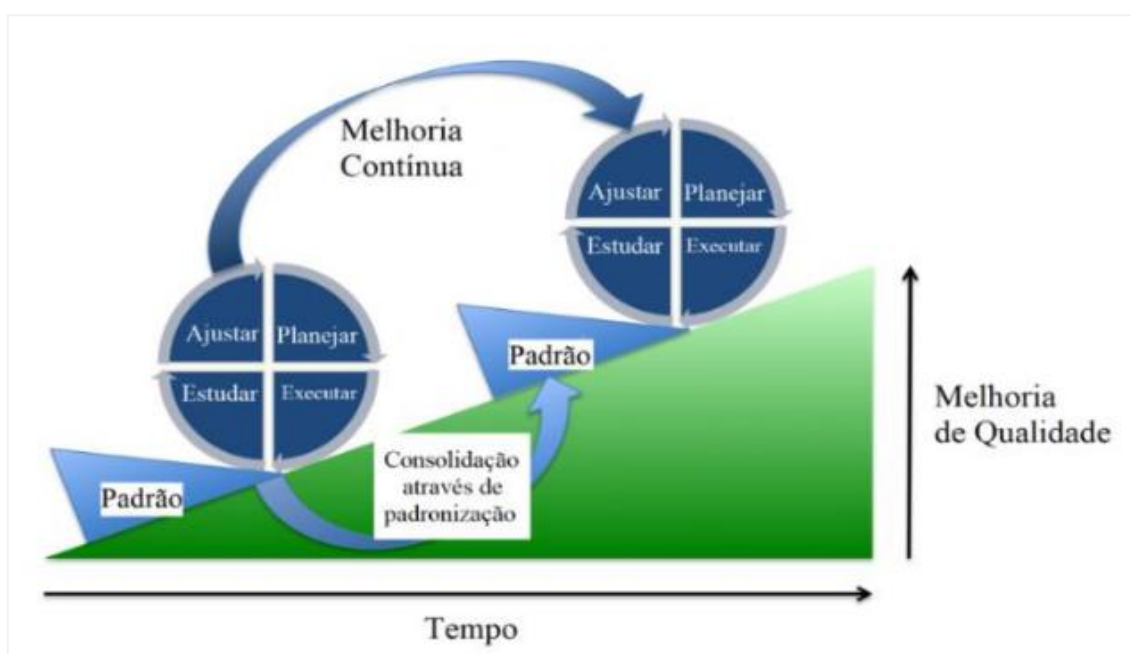 Melhoria
Contínua
Ajustar
Planejar
Estudar
Executar
Ajustar
Planejar
Estudar
Executar
Padrão
Padrão
Consolidação
através de
padronização
Melhoria
de Qualidade
Tempo